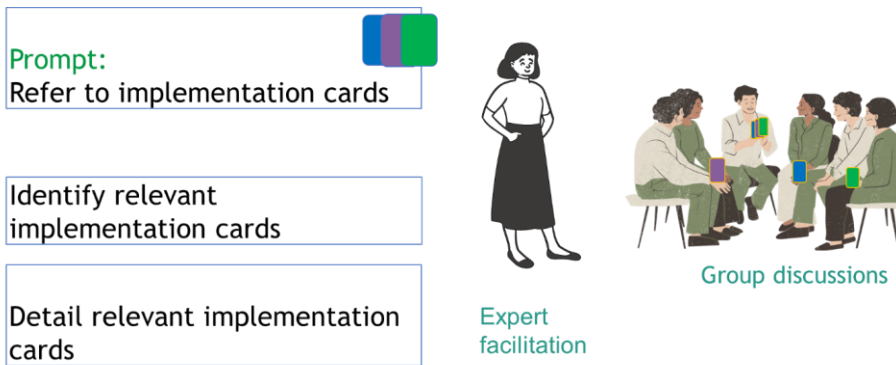 Prompt:
Refer to implementation cards
Identify relevant
implementation cards
Detail relevant implementation
cards
Expert
facilitation
Group discussions